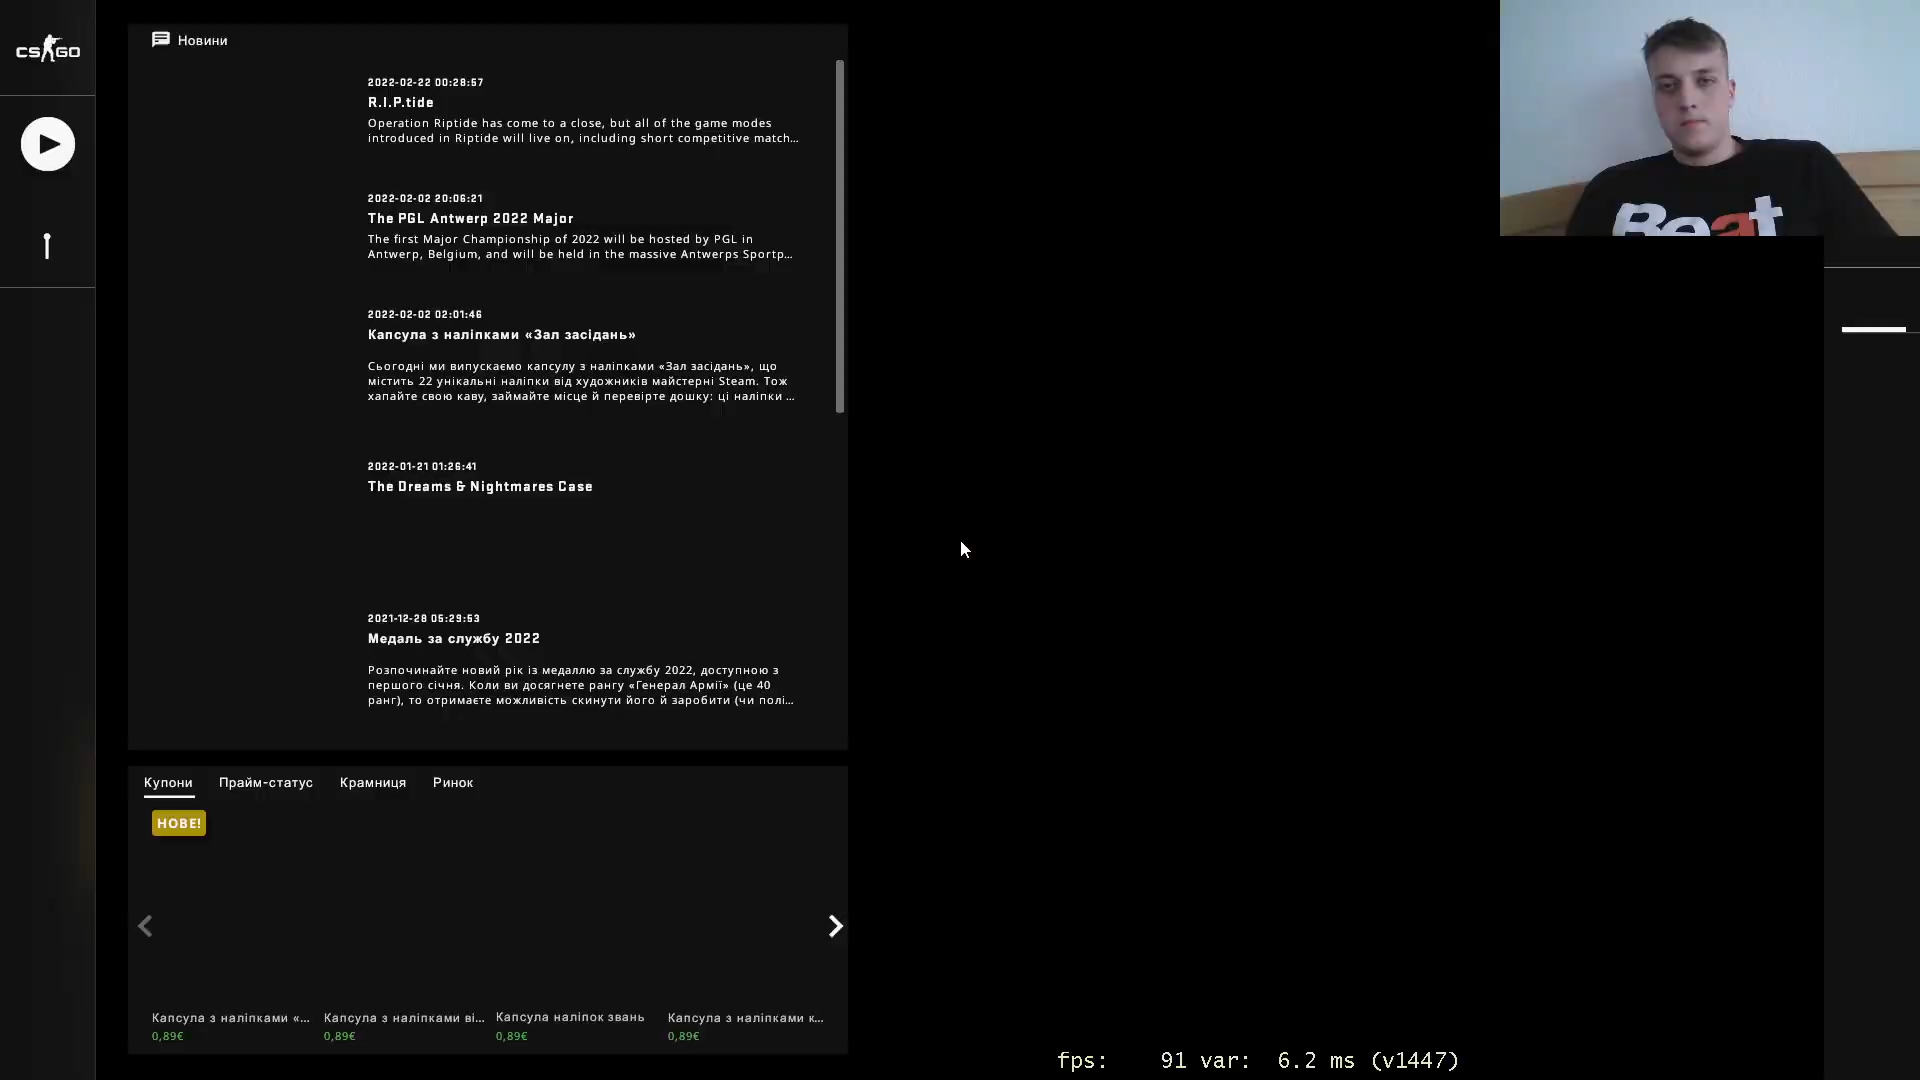 CS GO
Новини
2022-02-22 00:28:57
R.I.P.tide
Operation Riptide has come to a close, but all of the game modes
introduced in Riptide will live on, including short competitive match...
2022-02-02 20:06:21
The PGL Antwerp 2022 Major
The first Major Championship of 2022 will be hosted by PGL in
Antwerp, Belgium, and will be held in the massive Antwerps Sportp...
2022-02-02 02:01:46
Капсула з наліпками «Зал засідань»
Сьогодні ми випускаємо капсулу з наліпками «Зал засідань», що
містить 22 унікальні наліпки від художників майстерні Steam. Тож
хапайте свою каву, займайте місце й перевірте дошку: ці наліпки ...
2022-01-21 01:26:41
The Dreams & Nightmares Case
2021-12-28 05:29:53
Медаль за службу 2022
Розпочинайте новий рік із медаллю за службу 2022, доступною з
першого січня. Коли ви досягнете рангу «Генерал Армії» (це 40
ранг), то отримаєте можливість скинути його й заробити (чи полі...
Купони Прайм-статус Крамниця Ринок
НОВЕ!
Капсула з наліпками «... Капсула з наліпками ві... Капсула наліпок звань Капсула з наліпками к...
0,89€ 0,89€ 0,89€ 0,89€
Beat
fps: 91 var: 6.2 ms (v1447)